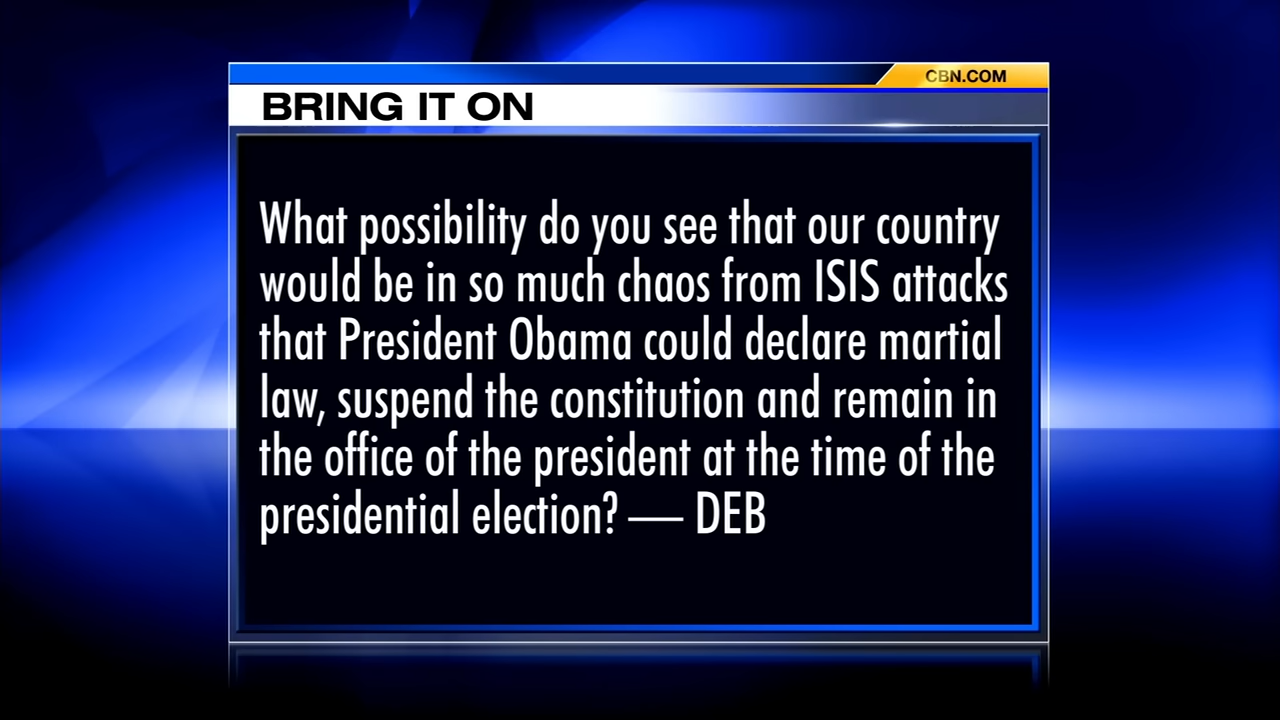 CBN.COM
BRING IT ON
What possibility do you see that our country
would be in so much chaos from ISIS attacks
that President Obama could declare martial
law, suspend the constitution and remain in
the office of the president at the time of the
presidential election? — DEB